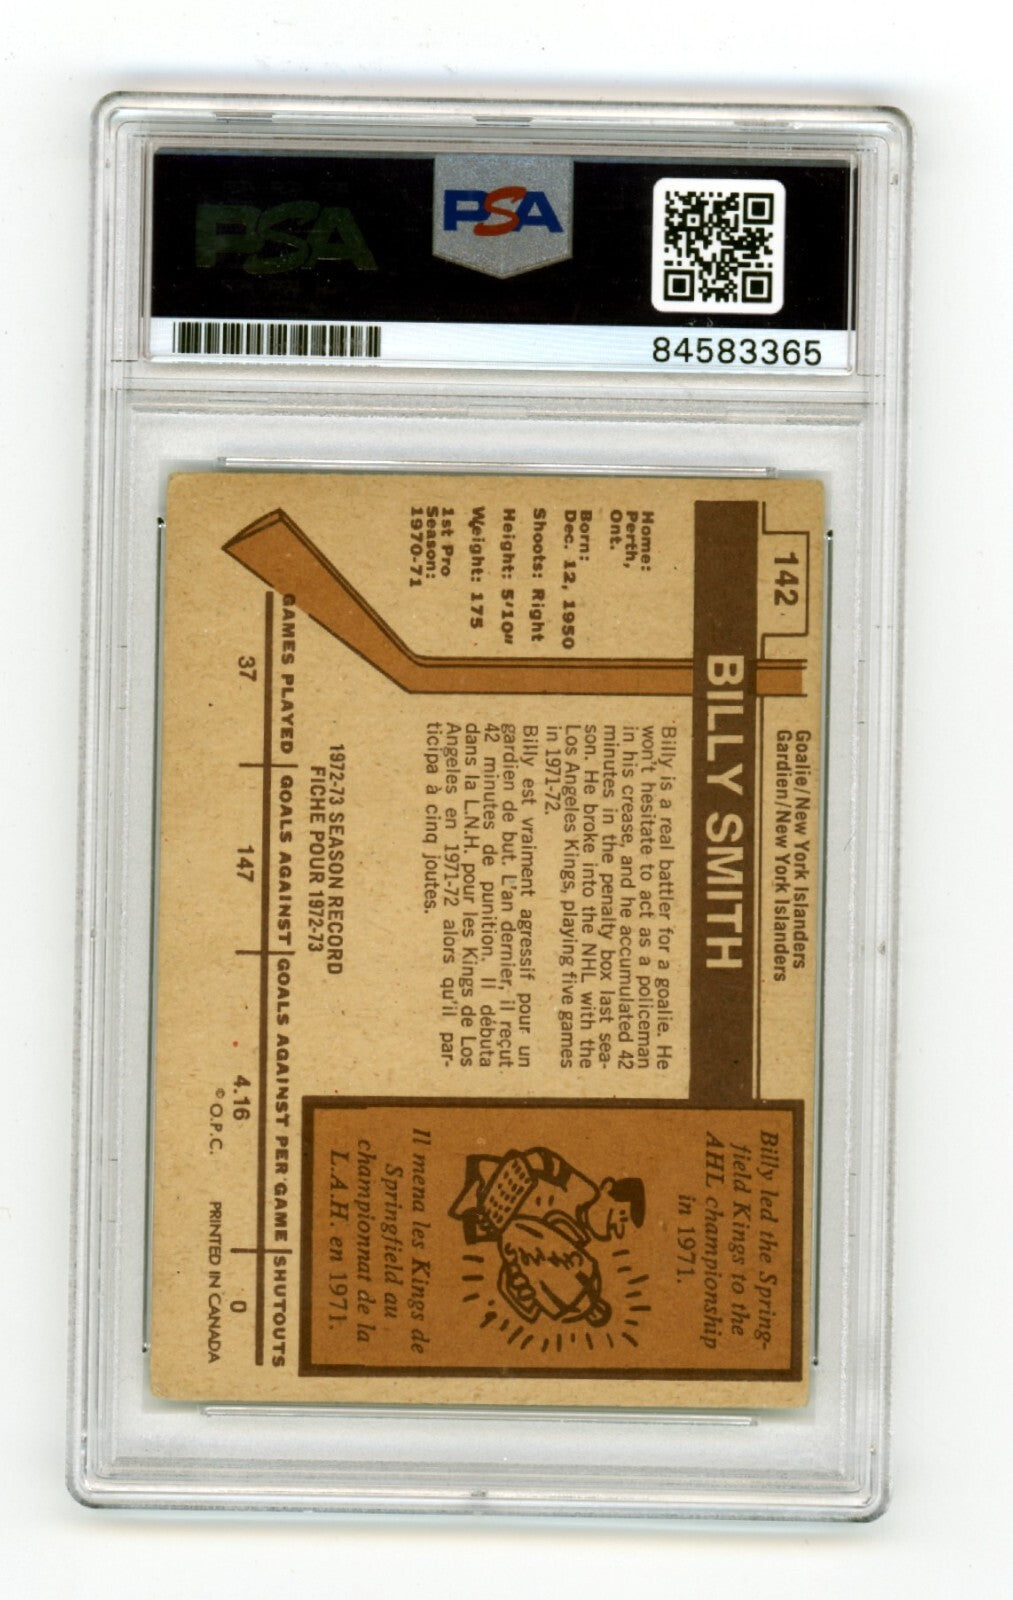 PSA
PSA
84583365
142
Goalie/New York Islanders
Gardien/New York Islanders
BILLY SMITH
Home:
Perth,
Ont.
Born:
Dec. 12, 1950
Shoots: Right
Height: 5'10"
Weight: 175
1st Pro
Season:
1970-71
Billy is a real battler for a goalie. He
won't hesitate to act as a policeman
in his crease, and he accumulated 42
minutes in the penalty box last sea-
son. He broke into the NHL with the
Los Angeles Kings, playing five games
in 1971-72.
Billy est vraiment agressif pour un
gardien de but. L'an dernier, il reçut
42 minutes de punition. Il débuta
dans la L.N.H. pour les Kings de Los
Angeles en 1971-72 alors qu'il par-
ticipa à cinq joutes.
Billy led the Spring-
field Kings to the
AHL championship
in 1971.
Il mena les Kings de
Springfield au
championnat de la
L.A.H. en 1971.
1972-73 SEASON RECORD
FICHE POUR 1972-73
GAMES PLAYED GOALS AGAINST GOALS AGAINST PER GAME SHUTOUTS
37 147 4.16 0
© O.P.C. PRINTED IN CANADA